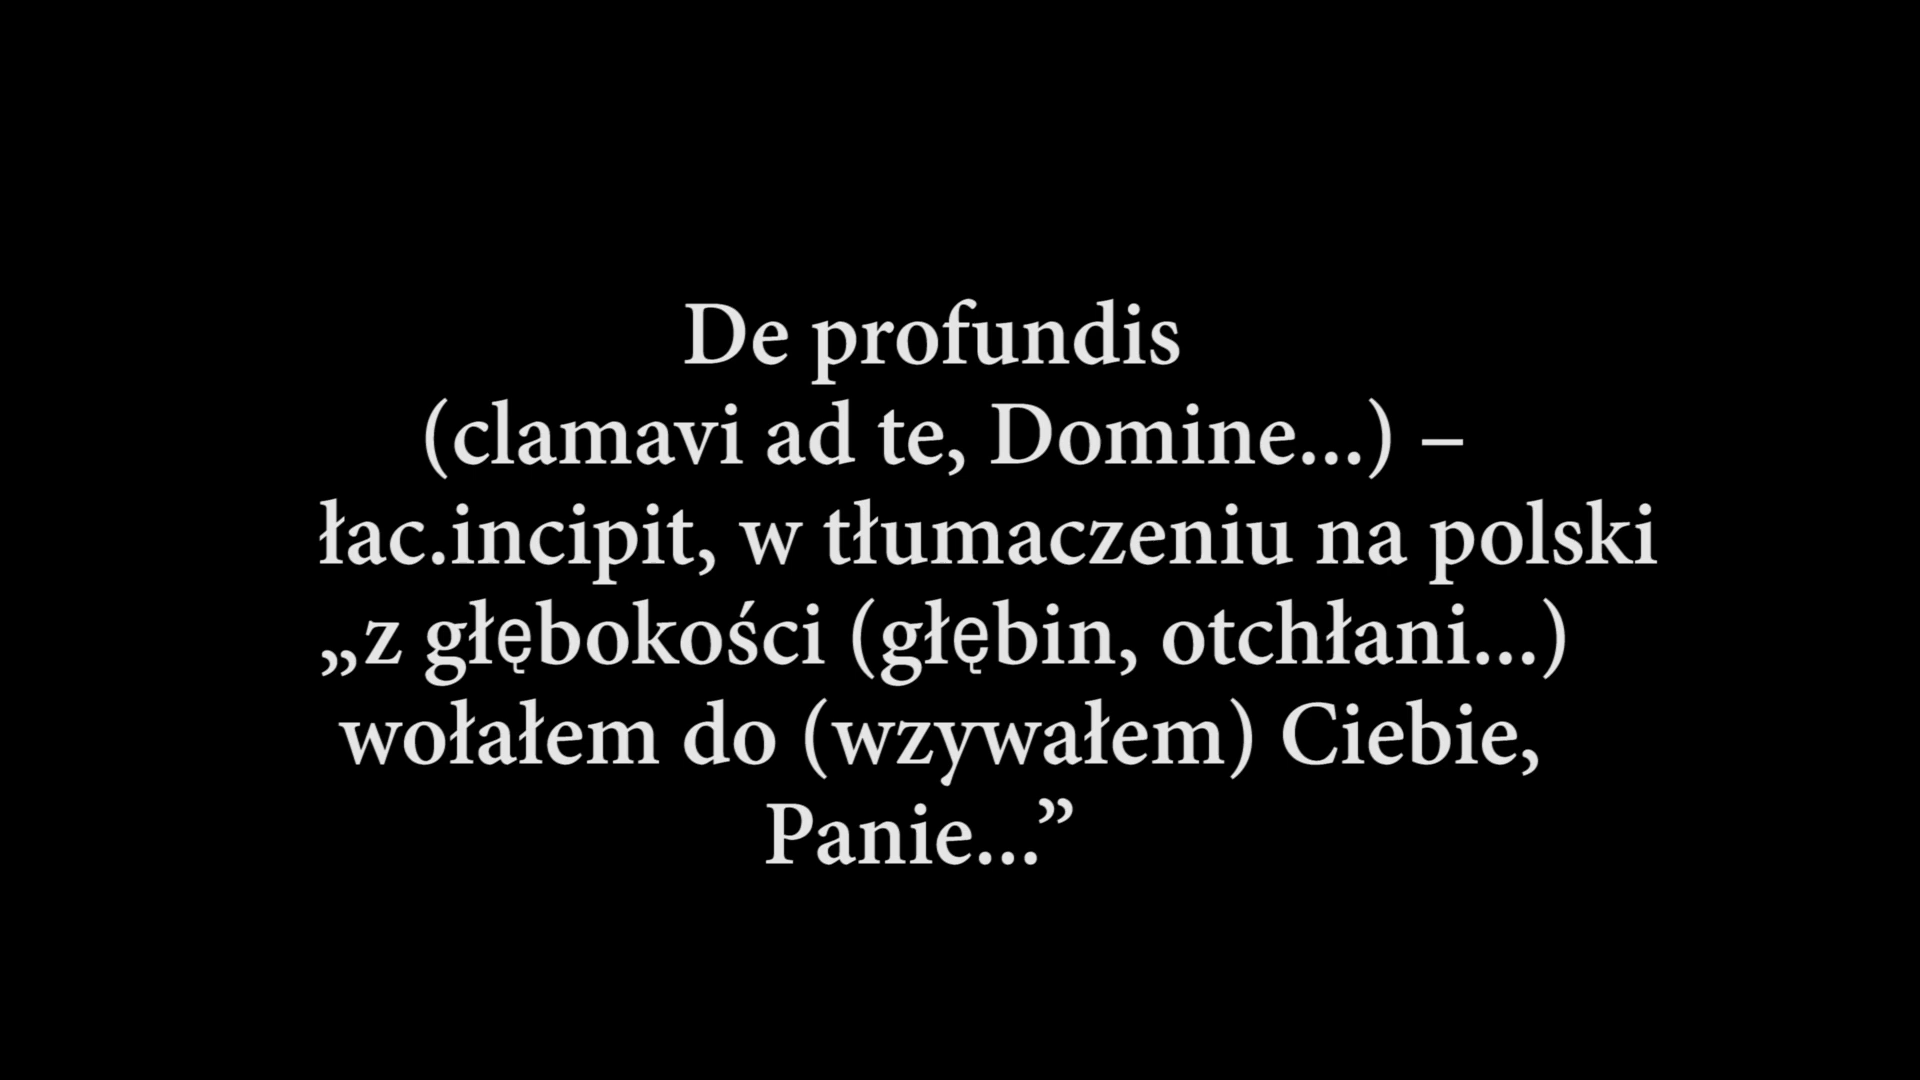 De profundis
(clamavi ad te, Domine...) –
łac.incipit, w tłumaczeniu na polski
„z głębokości (głębin, otchłani...)
wołałem do (wzywałem) Ciebie,
Panie...”